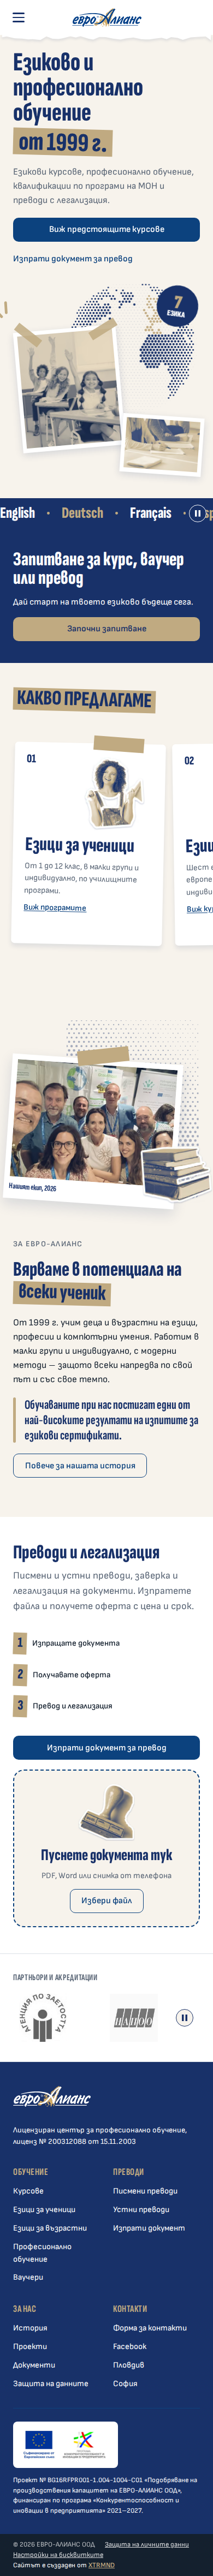 евроАлианс
Езиково и
професионално
обучение
от 1999 г.
Езикови курсове, професионално обучение,
квалификации по програми на МОН и
преводи с легализация.
Виж предстоящите курсове
Изпрати документ за превод
7
ЕЗИКА
English • Deutsch • Français •
Запитване за курс, ваучер
или превод
Дай старт на твоето езиково бъдеще сега.
Започни запитване
КАКВО ПРЕДЛАГАМЕ
01
Езици за ученици
От 1 до 12 клас, в малки групи и
индивидуално, по училищните
програми.
Виж програмите
02
Нашият екип, 2026
ЗА ЕВРО-АЛИАНС
Вярваме в потенциала на
всеки ученик
От 1999 г. учим деца и възрастни на езици,
професии и компютърни умения. Работим в
малки групи и индивидуално, с модерни
методи – защото всеки напредва по свой
път и със свое темпо.
Обучаваните при нас постигат едни от
най-високите резултати на изпитите за
езикови сертификати.
Повече за нашата история
Преводи и легализация
Писмени и устни преводи, заверка и
легализация на документи. Изпратете
файла и получете оферта с цена и срок.
1 Изпращате документа
2 Получавате оферта
3 Превод и легализация
Изпрати документ за превод
Пуснете документа тук
PDF, Word или снимка от телефона
Избери файл
ПАРТНЬОРИ И АКРЕДИТАЦИИ
АГЕНЦИЯ ПО ЗАЕТОСТТА
НАПОО
евроАлианс
Лицензиран център за професионално обучение,
лиценз № 200312088 от 15.11.2003
ОБУЧЕНИЕ
Курсове
Езици за ученици
Езици за възрастни
Професионално
обучение
Ваучери
ПРЕВОДИ
Писмени преводи
Устни преводи
Изпрати документ
ЗА НАС
История
Проекти
Документи
Защита на данните
КОНТАКТИ
Форма за контакти
Facebook
Пловдив
София
Проект № BG16RFPR001-1.004-1004-C01 «Подобряване на
производствения капацитет на ЕВРО-АЛИАНС ООД»,
финансиран по програма «Конкурентоспособност и
иновации в предприятията» 2021–2027.
© 2026 ЕВРО-АЛИАНС ООД Защита на личните данни
Настройки на бисквитките
Сайтът е създаден от XTRMND